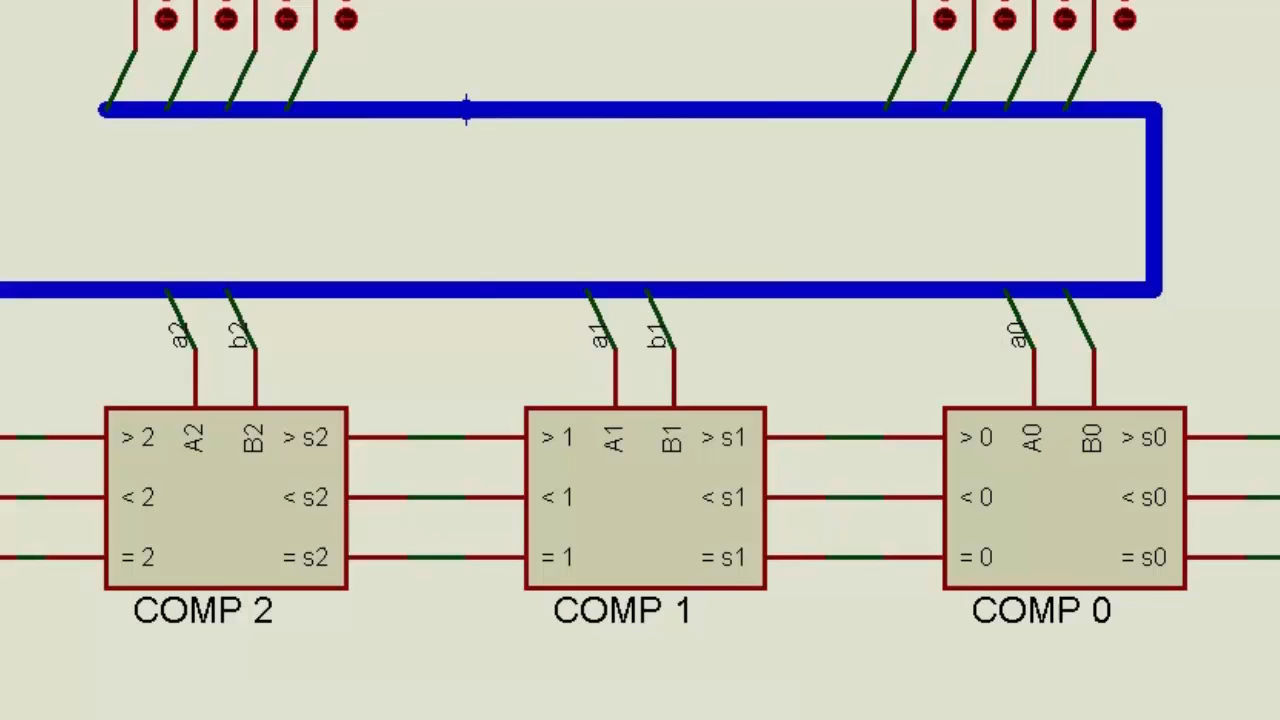 a2 b2 a1 b1 a0
> 2 A2 B2 > s2 > 1 A1 B1 > s1 > 0 A0 B0 > s0
< 2 < s2 < 1 < s1 < 0 < s0
= 2 = s2 = 1 = s1 = 0 = s0
COMP 2 COMP 1 COMP 0